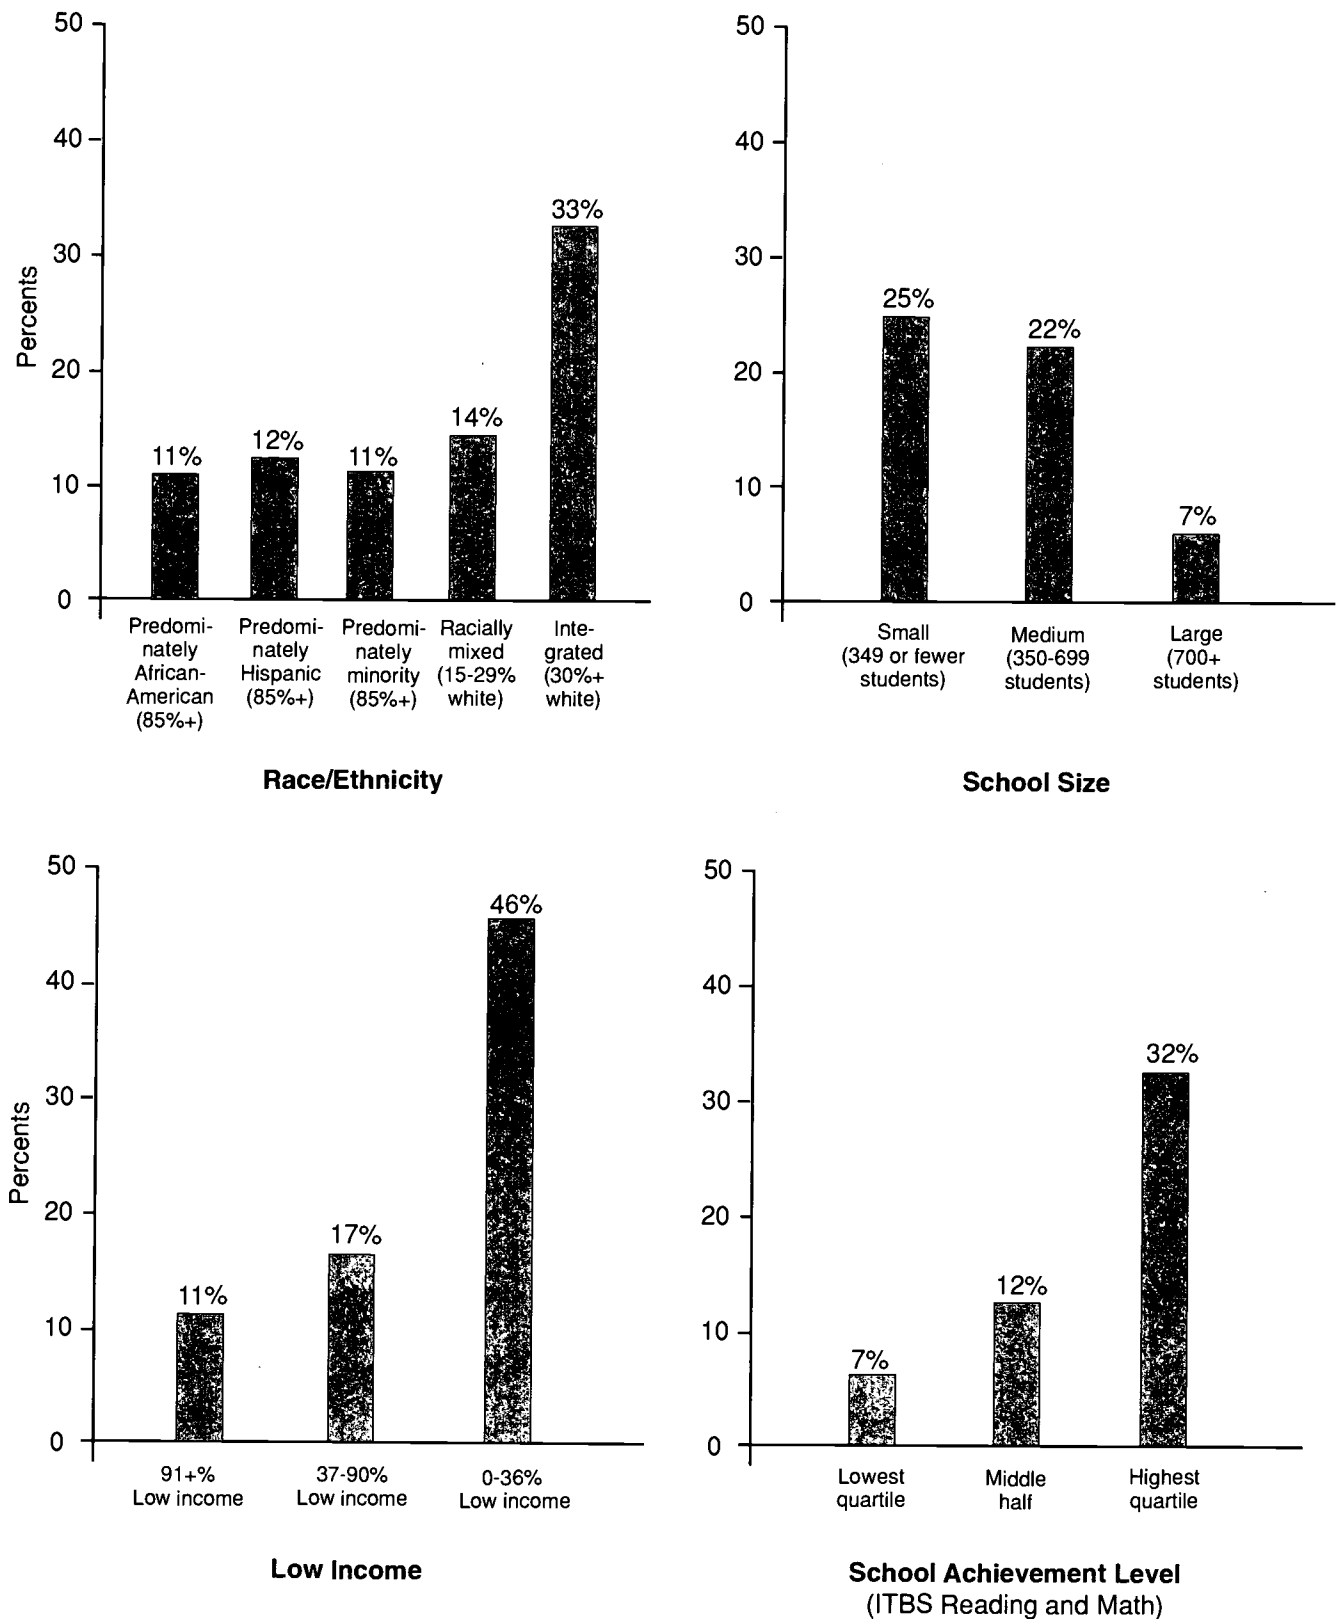 50
40
30
20
10
0
Percents
11%
12%
11%
14%
33%
Predomi-
nately
African-
American
(85%+)
Predomi-
nately
Hispanic
(85%+)
Predomi-
nately
minority
(85%+)
Racially
mixed
(15-29%
white)
Inte-
grated
(30%+
white)
Race/Ethnicity
50
40
30
20
10
0
25%
22%
7%
Small
(349 or fewer
students)
Medium
(350-699
students)
Large
(700+
students)
School Size
50
40
30
20
10
0
Percents
11%
17%
46%
91+%
Low income
37-90%
Low income
0-36%
Low income
Low Income
50
40
30
20
10
0
7%
12%
32%
Lowest
quartile
Middle
half
Highest
quartile
School Achievement Level
(ITBS Reading and Math)